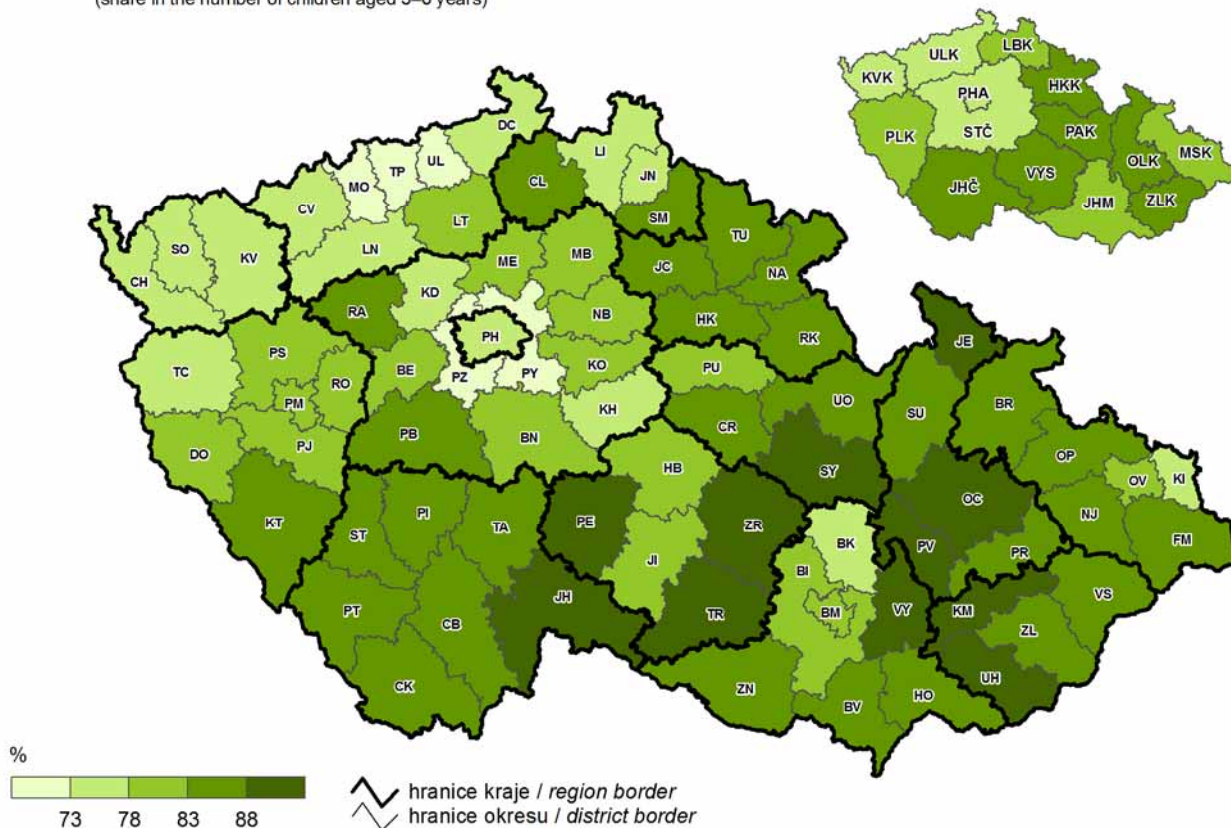 (share in the number of children aged 3–6 years)
ULK
LBK
KVK
PHA
HKK
PLK
STČ
PAK
OLK
MSK
JHČ
VYS
JHM
ZLK
DC
UL
TP
MO
LI
JN
CL
CV
LT
SM
TU
SO
KV
LN
ME
MB
JC
NA
CH
KD
RA
NB
HK
PH
RK
JE
TC
PS
RO
BE
PZ
PY
KO
PU
PM
KH
UO
SU
BR
DO
PJ
PB
BN
CR
OP
HB
SY
OV
KI
KT
ST
PI
TA
PE
ZR
OC
NJ
BK
PV
PR
FM
JI
BI
PT
CB
JH
TR
BM
VY
KM
VS
ZL
CK
UH
ZN
BV
HO
%
73 78 83 88
hranice kraje / region border
hranice okresu / district border